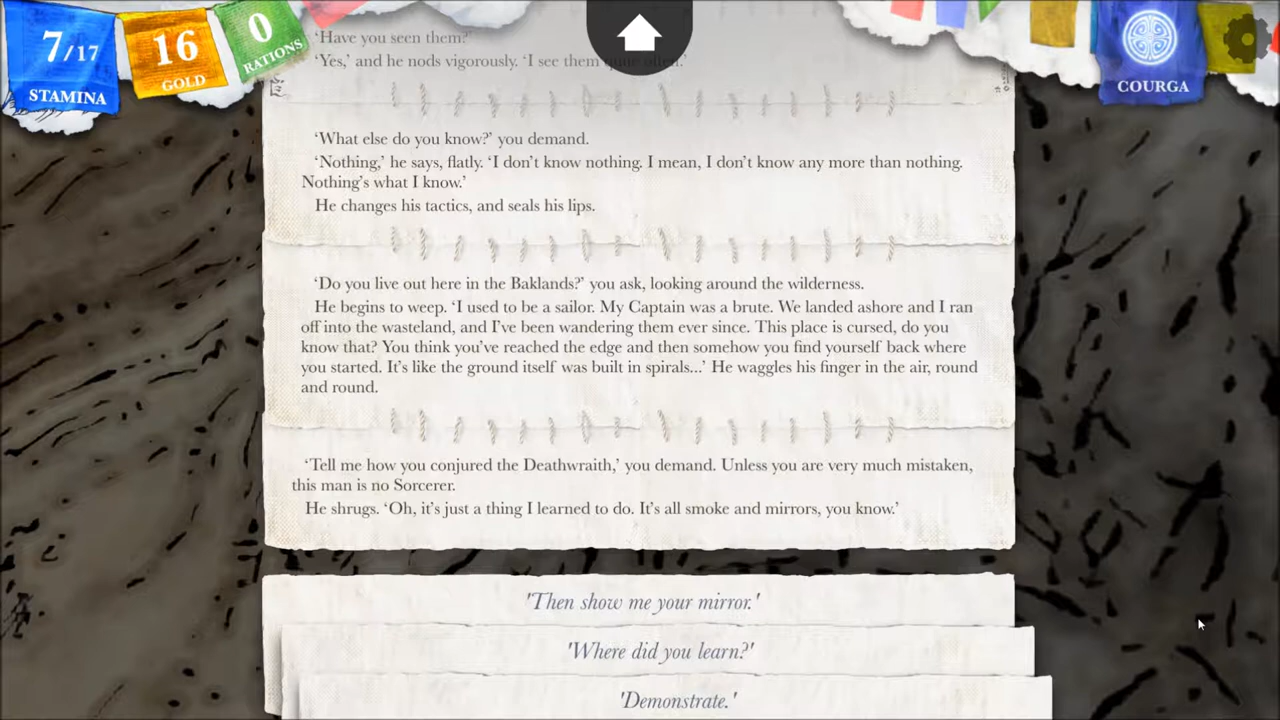 7/17
STAMINA
16
GOLD
0
RATIONS
COURGA
‘Have you seen them?’
‘Yes,’ and he nods vigorously. ‘I see them quite often.’
‘What else do you know?’ you demand.
‘Nothing,’ he says, flatly. ‘I don’t know nothing. I mean, I don’t know any more than nothing.
Nothing’s what I know.’
He changes his tactics, and seals his lips.
‘Do you live out here in the Baklands?’ you ask, looking around the wilderness.
He begins to weep. ‘I used to be a sailor. My Captain was a brute. We landed ashore and I ran
off into the wasteland, and I’ve been wandering them ever since. This place is cursed, do you
know that? You think you’ve reached the edge and then somehow you find yourself back where
you started. It’s like the ground itself was built in spirals...’ He waggles his finger in the air, round
and round.
‘Tell me how you conjured the Deathwraith,’ you demand. Unless you are very much mistaken,
this man is no Sorcerer.
He shrugs. ‘Oh, it’s just a thing I learned to do. It’s all smoke and mirrors, you know.’
'Then show me your mirror.'
'Where did you learn?'
'Demonstrate.'